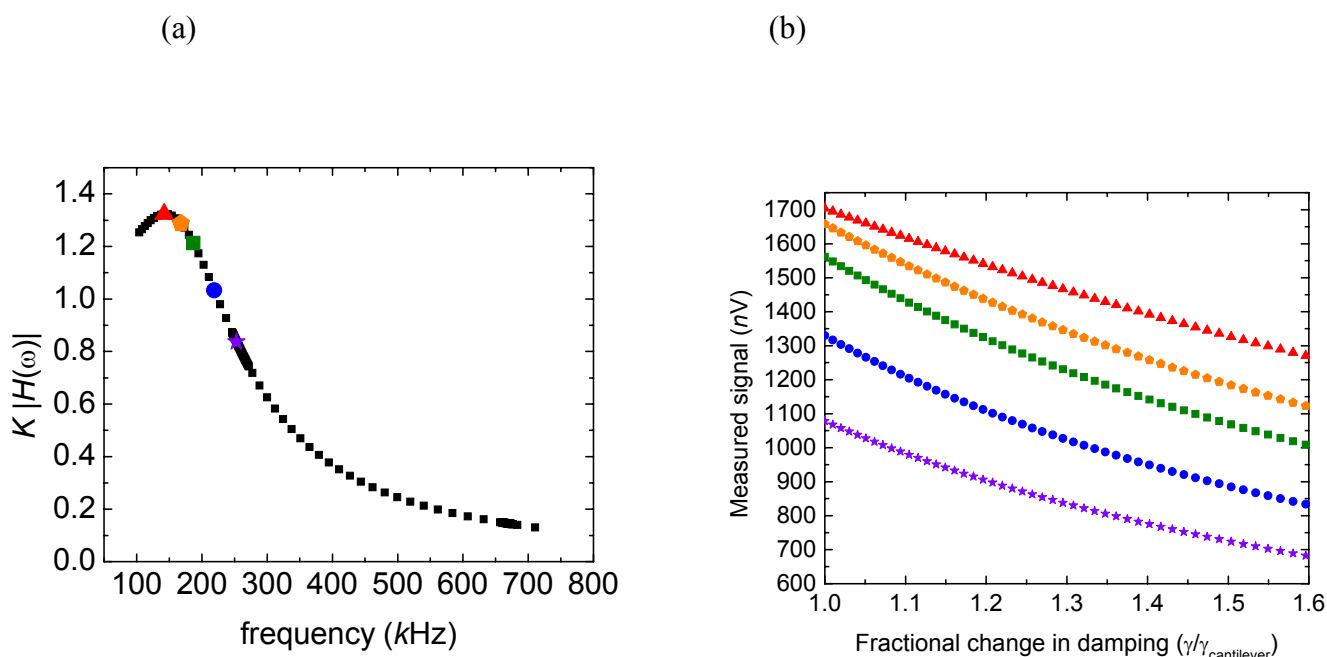 (a)
(b)
K |H(ω)|
1.4
1.2
1.0
0.8
0.6
0.4
0.2
0.0
100 200 300 400 500 600 700 800
frequency (kHz)
Measured signal (nV)
1700
1600
1500
1400
1300
1200
1100
1000
900
800
700
600
1.0 1.1 1.2 1.3 1.4 1.5 1.6
Fractional change in damping (γ/γcantilever)